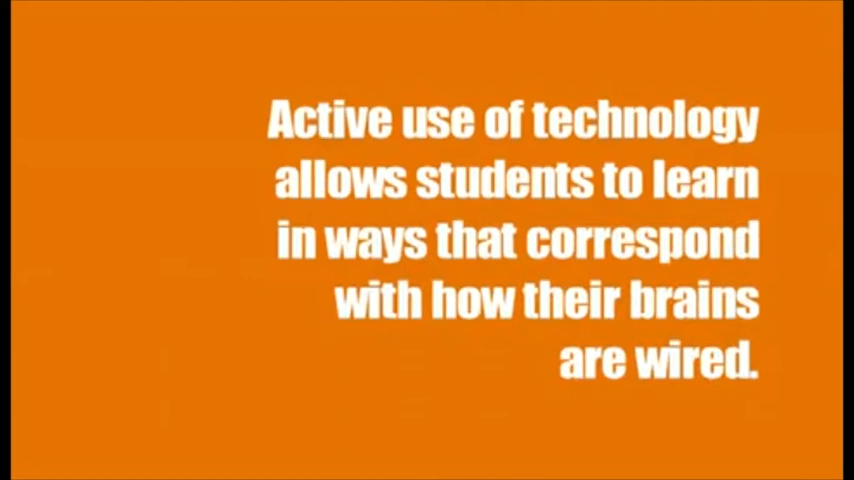 Active use of technology
allows students to learn
in ways that correspond
with how their brains
are wired.